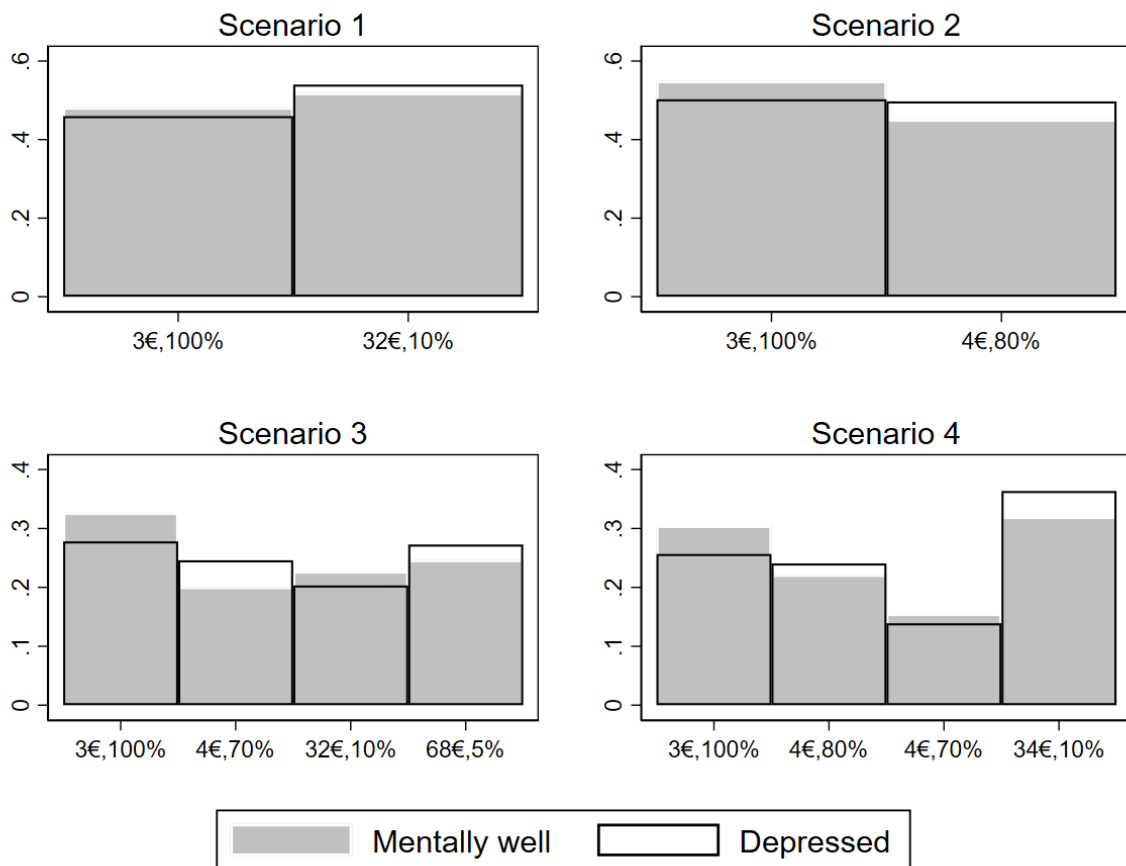 Scenario 1
.6
.4
.2
0
3€,100% 32€,10%
Scenario 2
.6
.4
.2
0
3€,100% 4€,80%
Scenario 3
.4
.3
.2
.1
0
3€,100% 4€,70% 32€,10% 68€,5%
Scenario 4
.4
.3
.2
.1
0
3€,100% 4€,80% 4€,70% 34€,10%
Mentally well Depressed